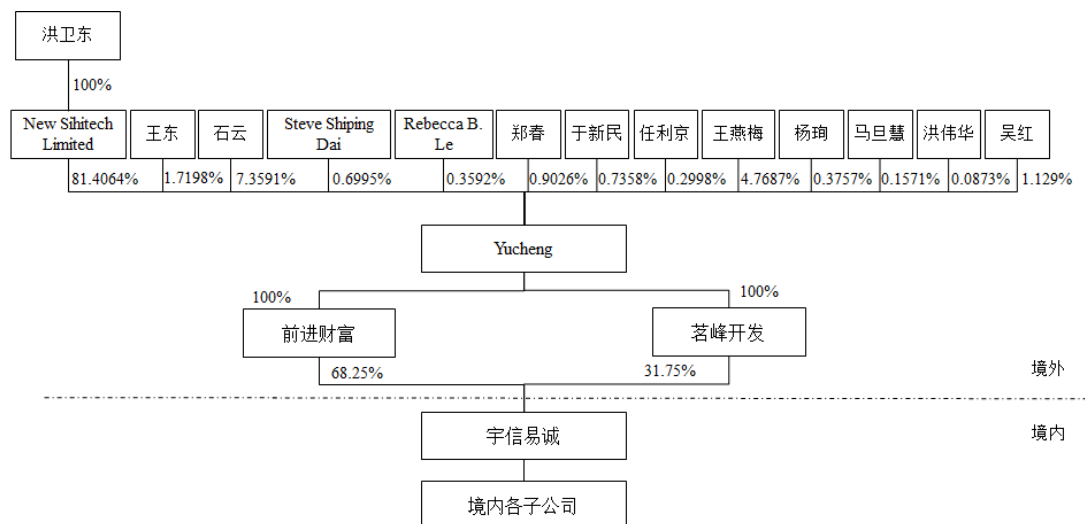 洪卫东
100%
New Sihitech
Limited
王东
石云
Steve Shiping
Dai
Rebecca B.
Le
郑春
于新民
任利京
王燕梅
杨珣
马旦慧
洪伟华
吴红
81.4064%
1.7198%
7.3591%
0.6995%
0.3592%
0.9026%
0.7358%
0.2998%
4.7687%
0.3757%
0.1571%
0.0873%
1.129%
Yucheng
100%
100%
前进财富
茗峰开发
68.25%
31.75%
境外
宇信易诚
境内
境内各子公司